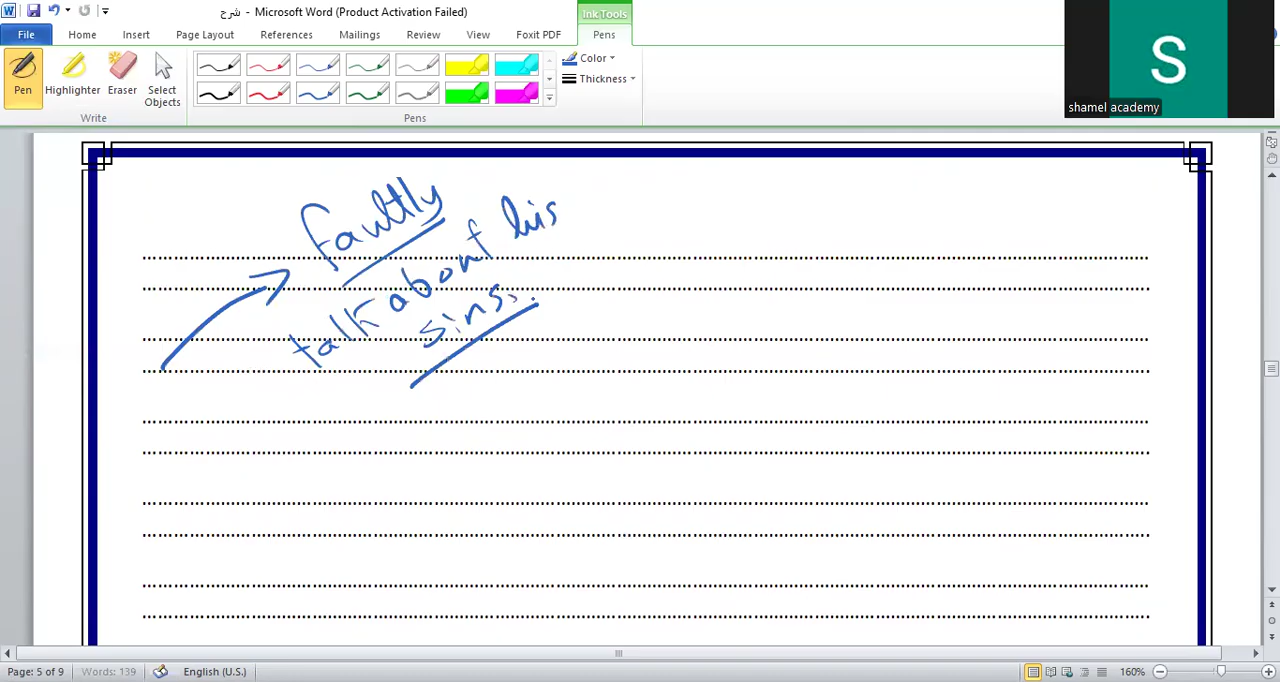 شرح - Microsoft Word (Product Activation Failed)
Ink Tools
File Home Insert Page Layout References Mailings Review View Foxit PDF Pens
Pen Highlighter Eraser Select Objects
Color
Thickness
Write Pens
S
shamel academy
Faultly
talk about his
sins.
Page: 5 of 9 Words: 139 English (U.S.) 160%